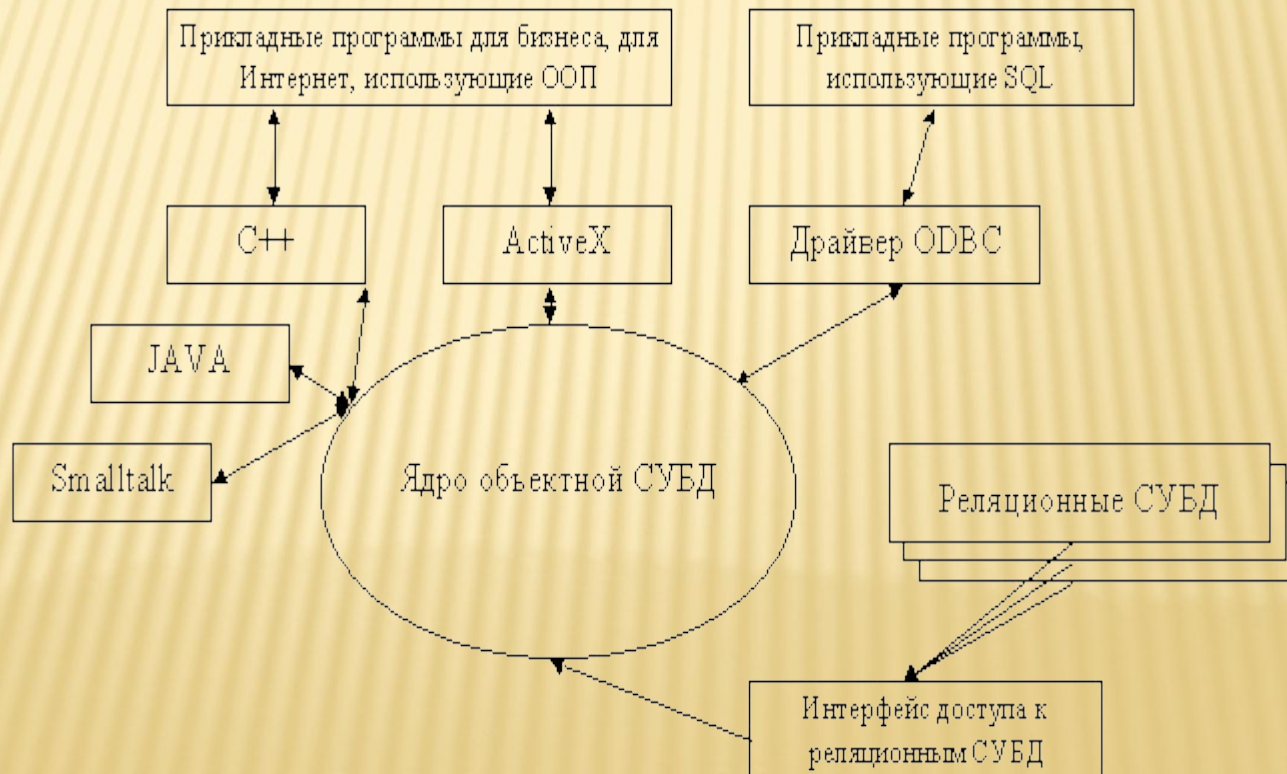 Прикладные программы для бизнеса, для
Интернет, использующие ООП
Прикладные программы,
использующие SQL
C++
ActiveX
Драйвер ODBC
JAVA
Smalltalk
Ядро объектной СУБД
Реляционные СУБД
Интерфейс доступа к
реляционным СУБД